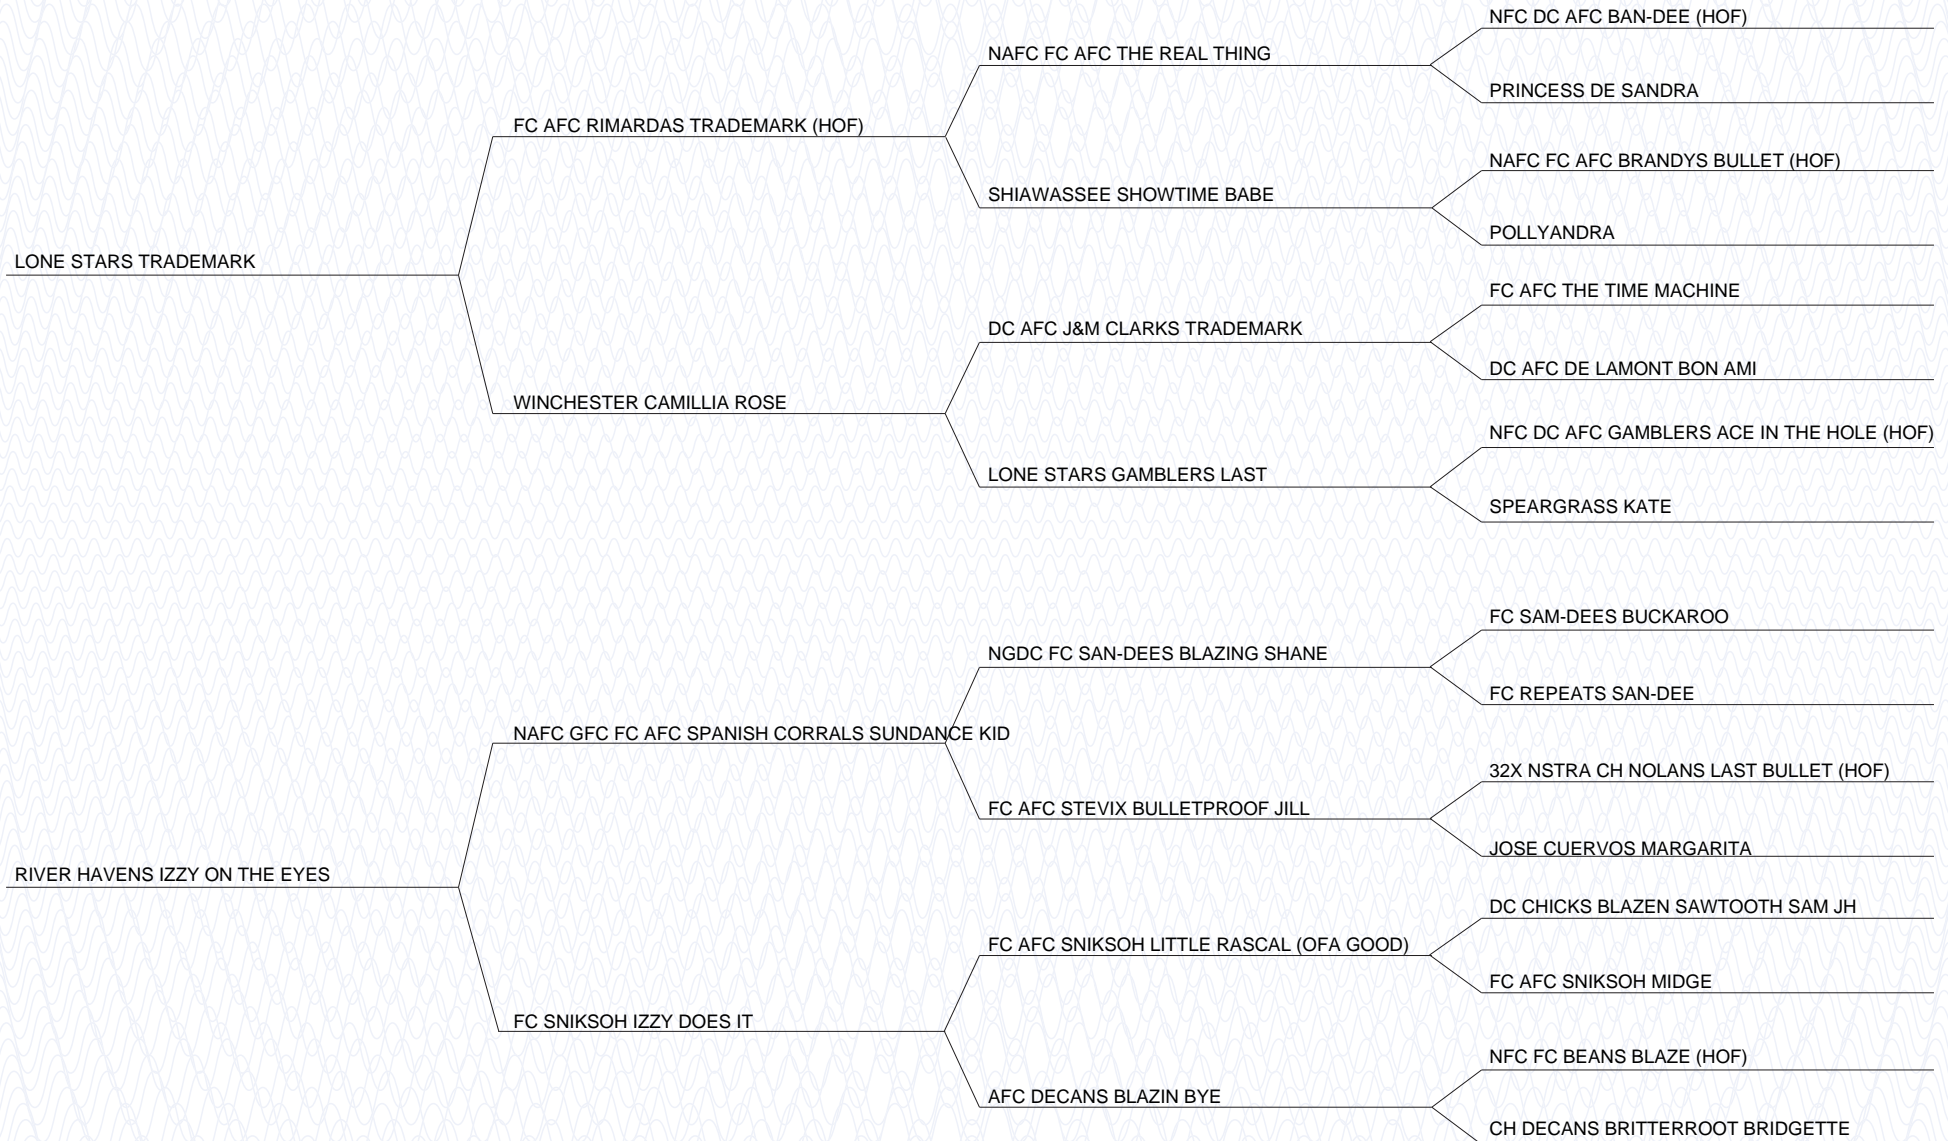 NFC DC AFC BAN-DEE (HOF)
NAFC FC AFC THE REAL THING
PRINCESS DE SANDRA
FC AFC RIMARDAS TRADEMARK (HOF)
NAFC FC AFC BRANDYS BULLET (HOF)
SHIAWASSEE SHOWTIME BABE
POLLYANDRA
LONE STARS TRADEMARK
FC AFC THE TIME MACHINE
DC AFC J&M CLARKS TRADEMARK
DC AFC DE LAMONT BON AMI
WINCHESTER CAMILLIA ROSE
NFC DC AFC GAMBLERS ACE IN THE HOLE (HOF)
LONE STARS GAMBLERS LAST
SPEARGRASS KATE
FC SAM-DEES BUCKAROO
NGDC FC SAN-DEES BLAZING SHANE
FC REPEATS SAN-DEE
NAFC GFC FC AFC SPANISH CORRALS SUNDANCE KID
32X NSTRA CH NOLANS LAST BULLET (HOF)
FC AFC STEVIX BULLETPROOF JILL
JOSE CUERVOS MARGARITA
RIVER HAVENS IZZY ON THE EYES
DC CHICKS BLAZEN SAWTOOTH SAM JH
FC AFC SNIKSOH LITTLE RASCAL (OFA GOOD)
FC AFC SNIKSOH MIDGE
FC SNIKSOH IZZY DOES IT
NFC FC BEANS BLAZE (HOF)
AFC DECANS BLAZIN BYE
CH DECANS BRITTERROOT BRIDGETTE